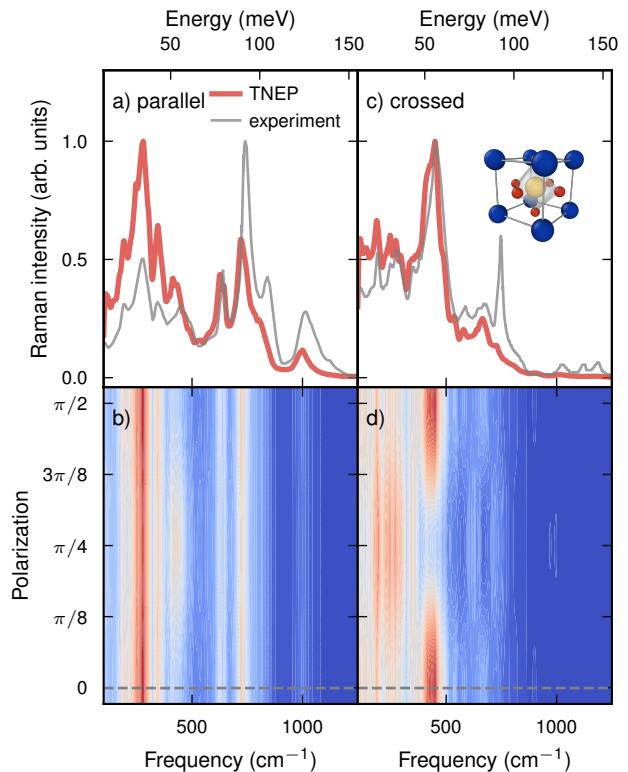 Energy (meV)
Energy (meV)
50 100 150
50 100 150
a) parallel
TNEP
experiment
c) crossed
Raman intensity (arb. units)
1.0
0.5
0.0
b)
d)
Polarization
π/2
3π/8
π/4
π/8
0
500 1000
500 1000
Frequency (cm⁻¹)
Frequency (cm⁻¹)